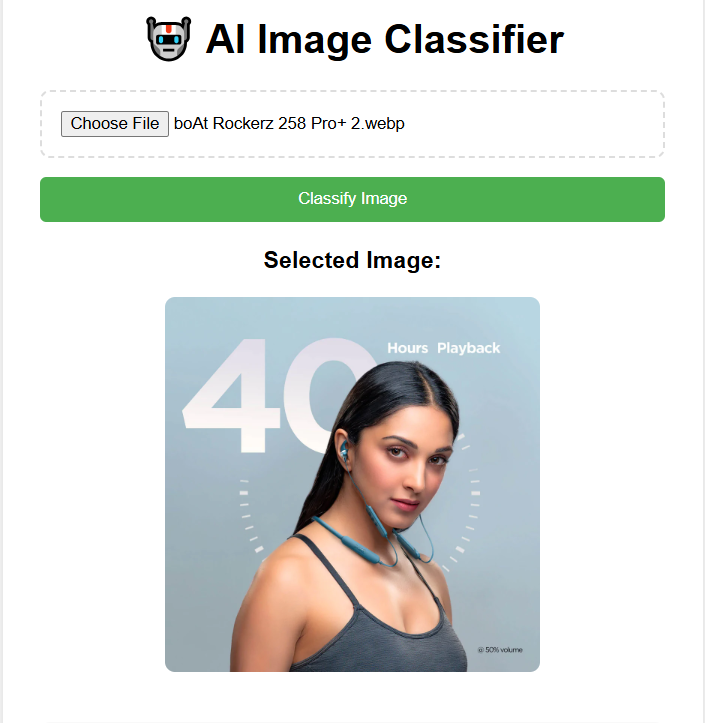 AI Image Classifier
Choose File boAt Rockerz 258 Pro+ 2.webp
Classify Image
Selected Image:
40 Hours Playback
@ 50% volume